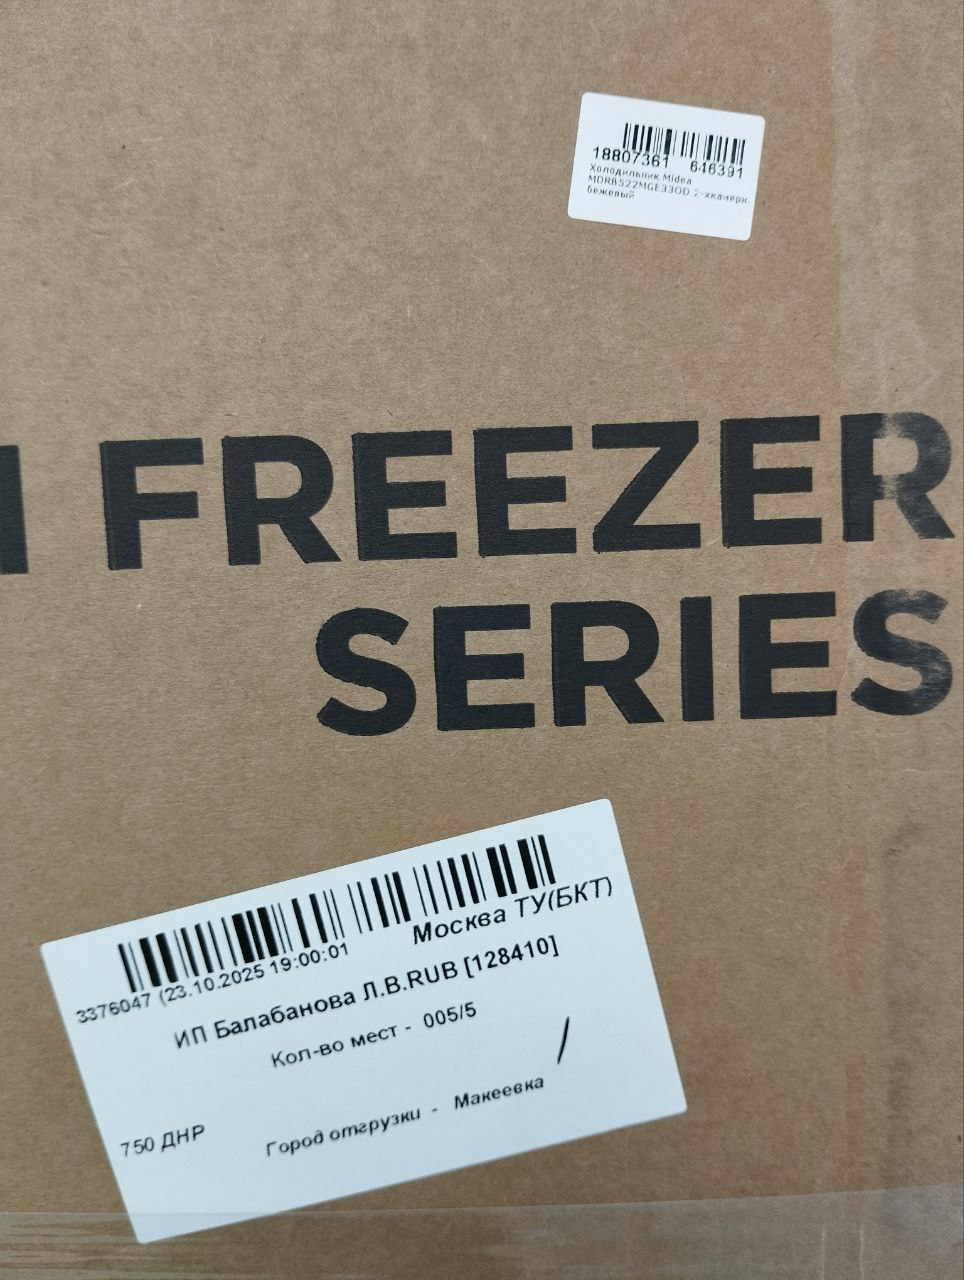 18807361 646391
Холодильник Midea
MDRB522MGE33OD 2-хкамерн.
бежевый
FREEZER
SERIES
Москва ТУ(БКТ)
3376047 (23.10.2025 19:00:01
ИП Балабанова Л.В.RUB [128410]
Кол-во мест - 005/5
750 ДНР
Город отгрузки - Макеевка